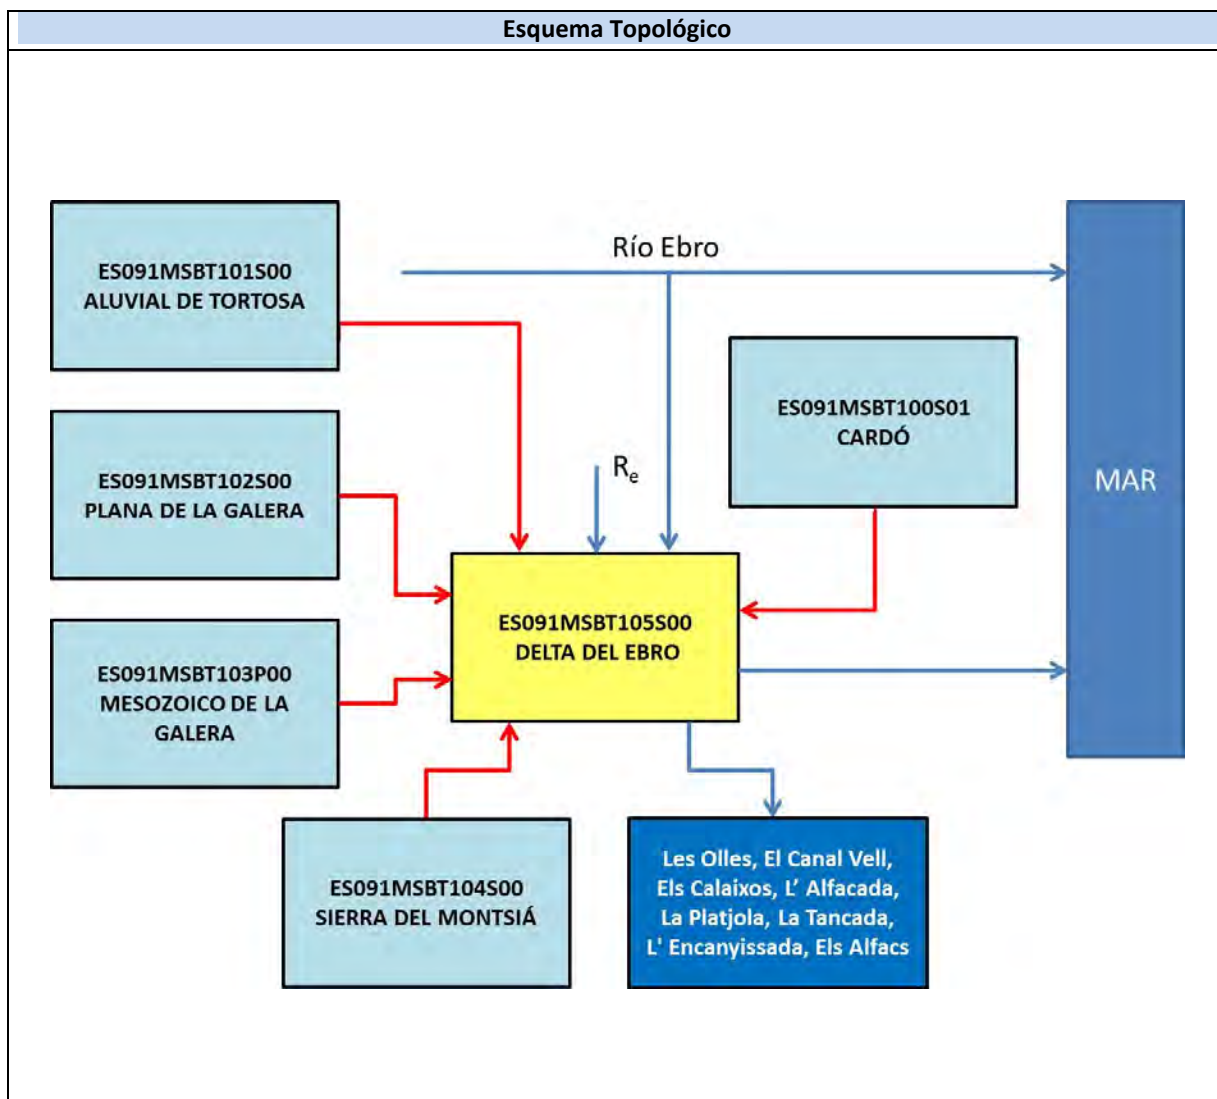 Esquema Topológico
Río Ebro
ES091MSBT101S00
ALUVIAL DE TORTOSA
ES091MSBT100S01
CARDÓ
MAR
ES091MSBT102S00
PLANA DE LA GALERA
Re
ES091MSBT105S00
DELTA DEL EBRO
ES091MSBT103P00
MESOZOICO DE LA
GALERA
ES091MSBT104S00
SIERRA DEL MONTSIÁ
Les Olles, El Canal Vell,
Els Calaixos, L’ Alfacada,
La Platjola, La Tancada,
L' Encanyissada, Els Alfacs